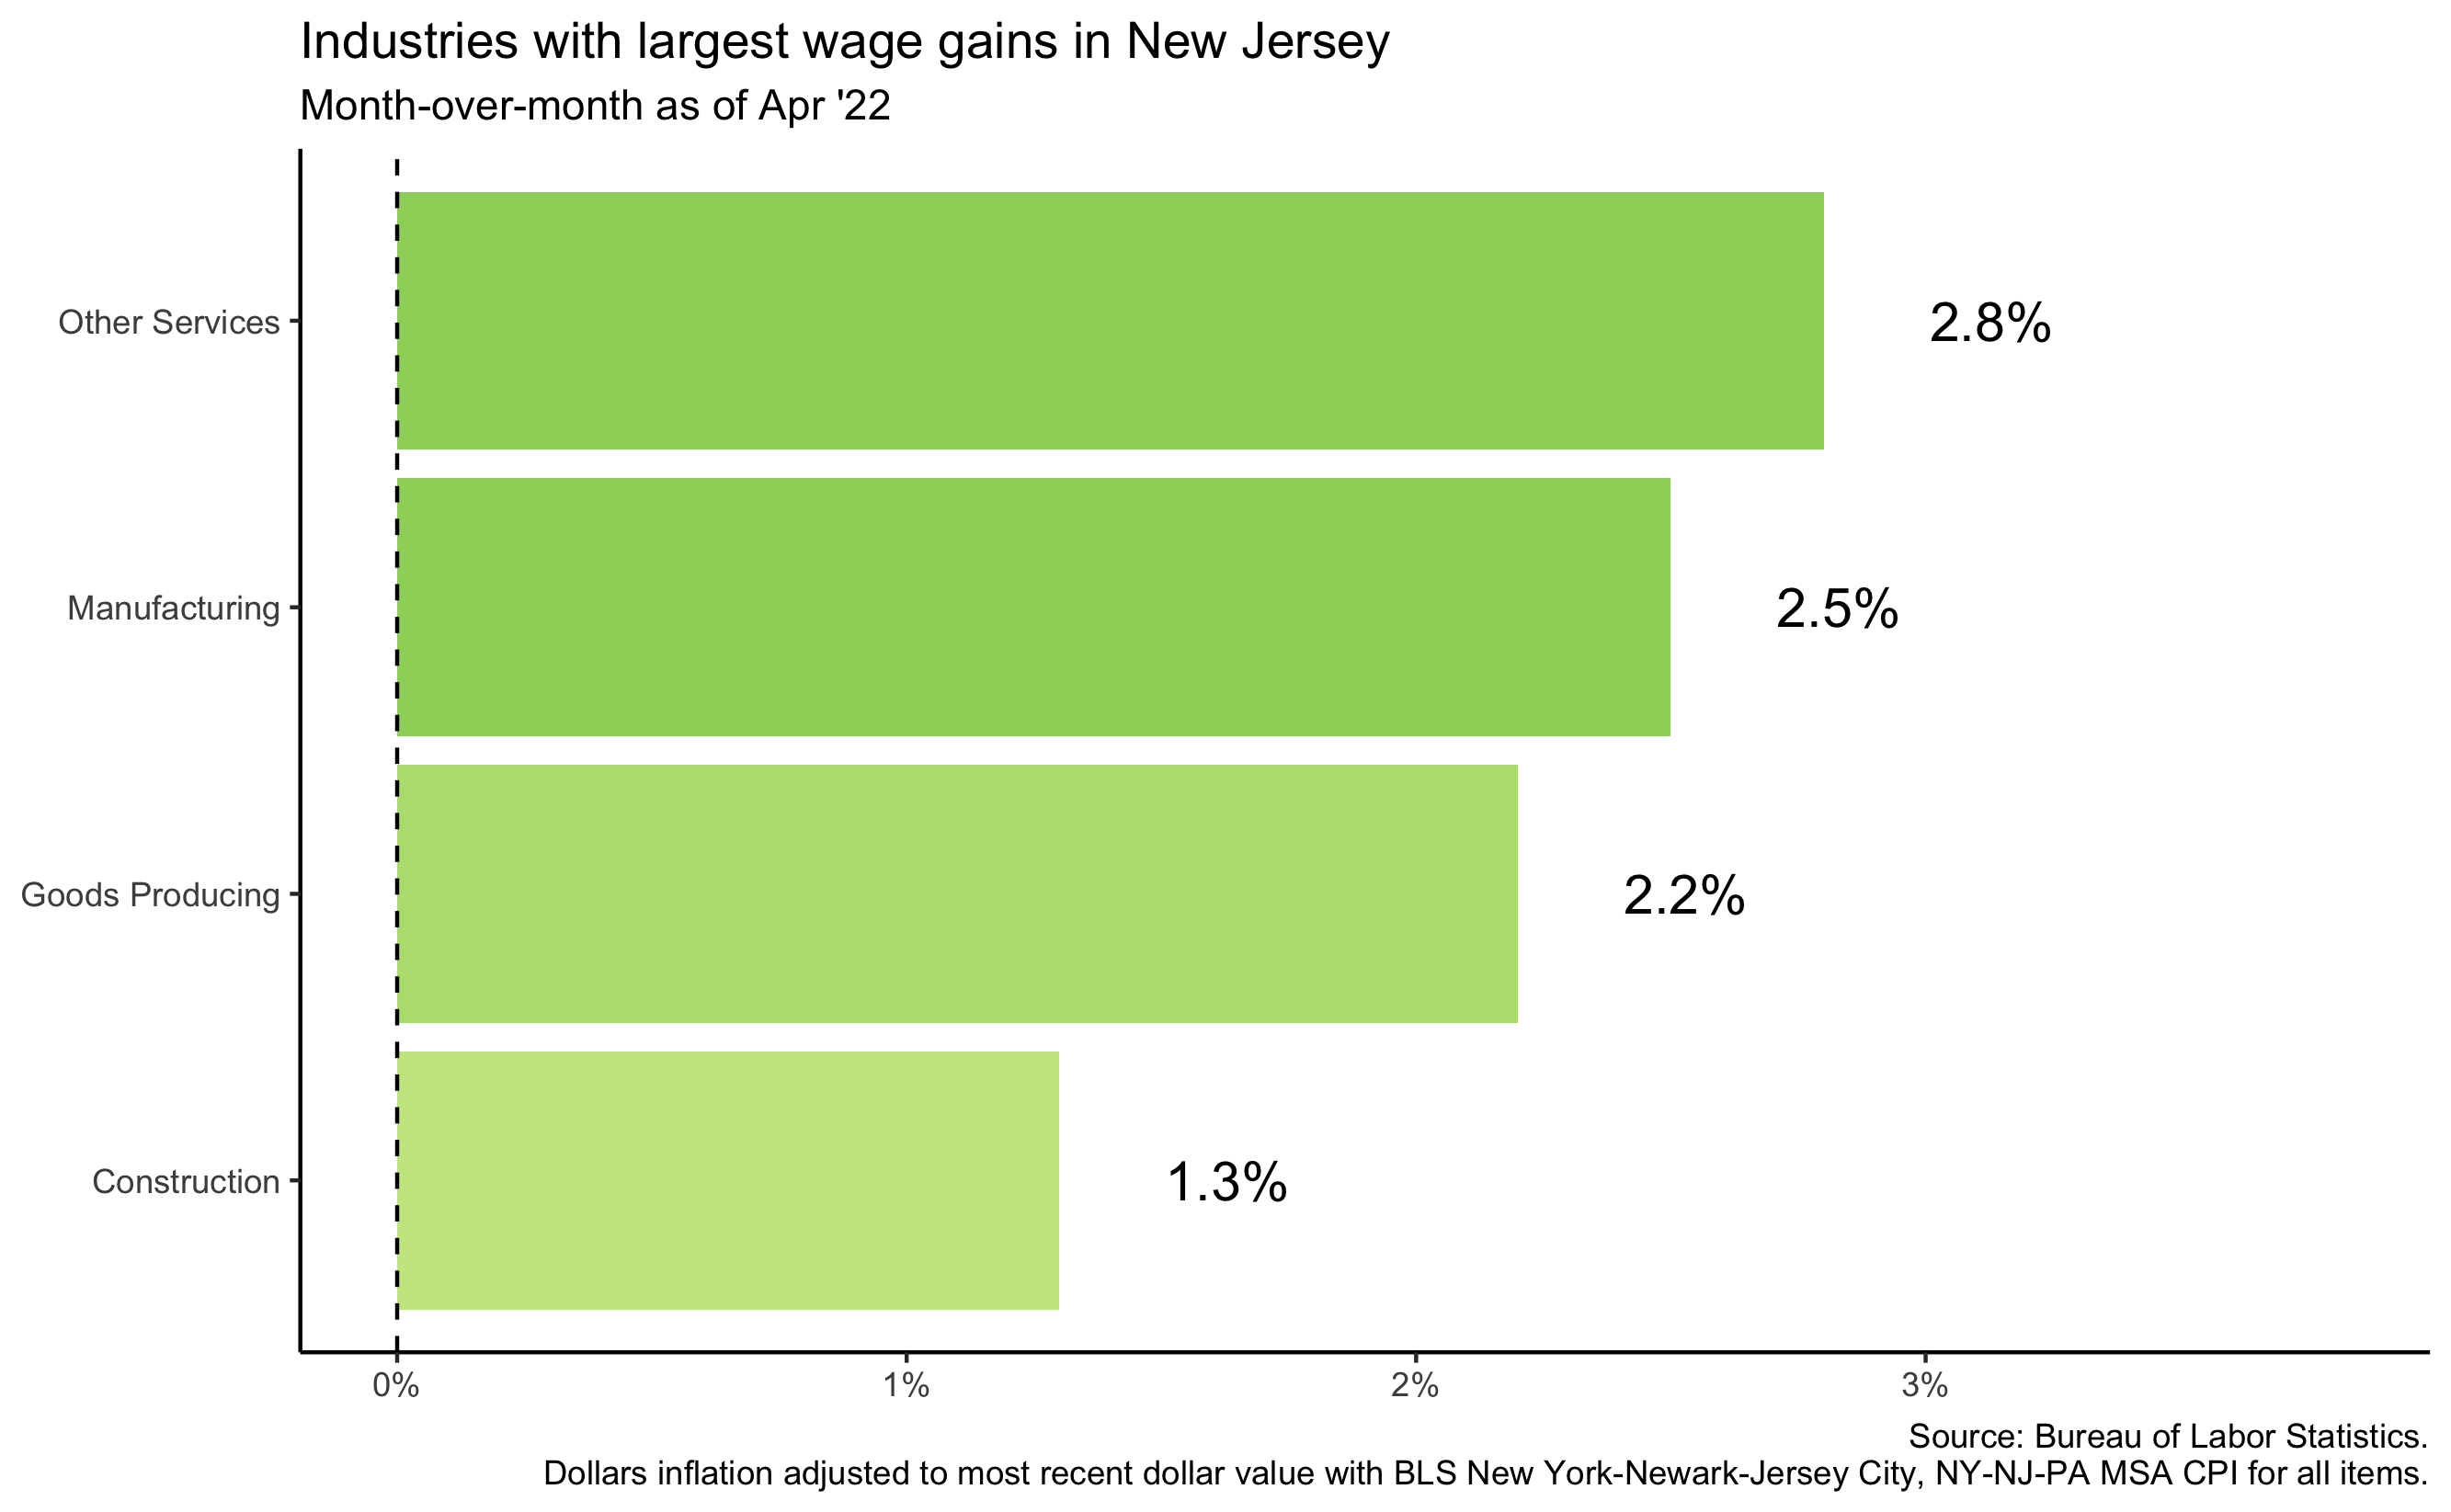 Industries with largest wage gains in New Jersey
Month-over-month as of Apr '22
Other Services
2.8%
Manufacturing
2.5%
Goods Producing
2.2%
Construction
1.3%
0%
1%
2%
3%
Source: Bureau of Labor Statistics.
Dollars inflation adjusted to most recent dollar value with BLS New York-Newark-Jersey City, NY-NJ-PA MSA CPI for all items.